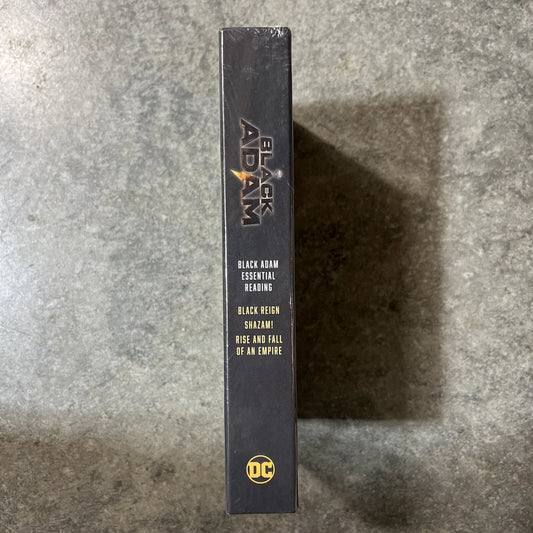 BLACK
ADAM
BLACK ADAM
ESSENTIAL
READING
BLACK REIGN
SHAZAM!
RISE AND FALL
OF AN EMPIRE
DC